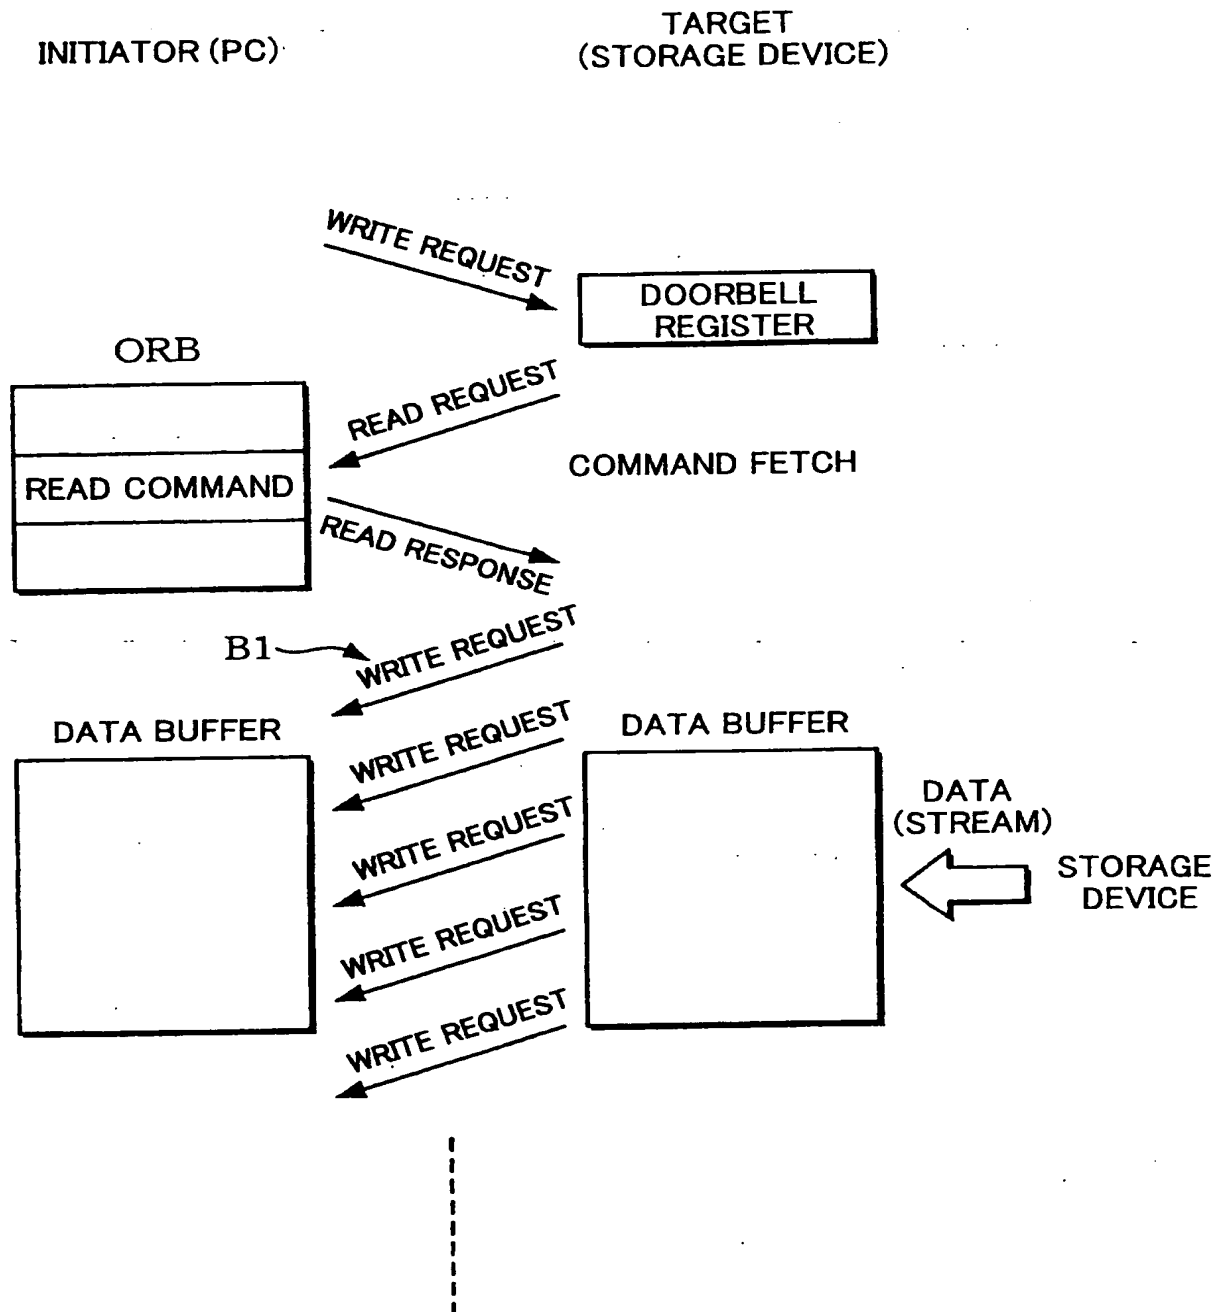 INITIATOR (PC)
TARGET
(STORAGE DEVICE)
WRITE REQUEST
DOORBELL
REGISTER
ORB
READ REQUEST
COMMAND FETCH
READ COMMAND
READ RESPONSE
B1
WRITE REQUEST
DATA BUFFER
DATA BUFFER
WRITE REQUEST
DATA
(STREAM)
WRITE REQUEST
STORAGE
DEVICE
WRITE REQUEST
WRITE REQUEST